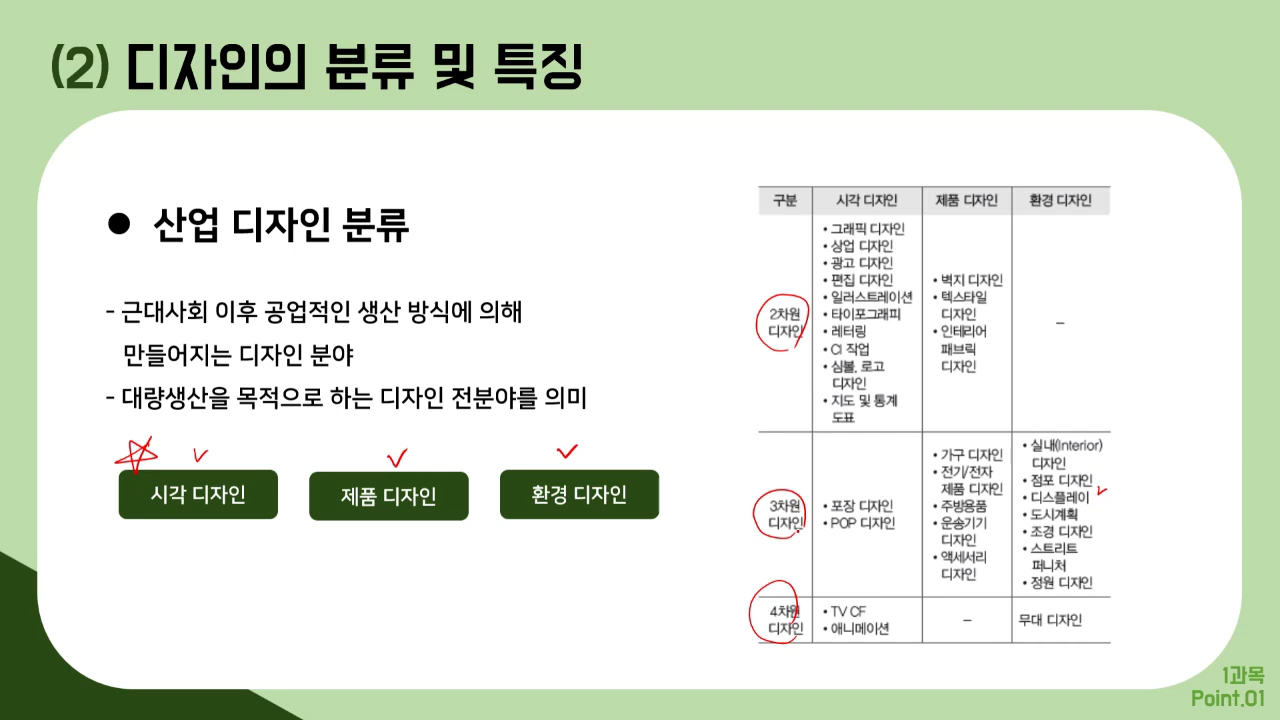 (2) 디자인의 분류 및 특징
● 산업 디자인 분류
- 근대사회 이후 공업적인 생산 방식에 의해
만들어지는 디자인 분야
- 대량생산을 목적으로 하는 디자인 전분야를 의미
시각 디자인
제품 디자인
환경 디자인
구분 시각 디자인 제품 디자인 환경 디자인
2차원
디자인
• 그래픽 디자인
• 상업 디자인
• 광고 디자인
• 편집 디자인
• 일러스트레이션
• 타이포그래피
• 레터링
• CI 작업
• 심볼, 로고
디자인
• 지도 및 통계
도표
• 벽지 디자인
• 텍스타일
디자인
• 인테리어
패브릭
디자인
–
3차원
디자인
• 포장 디자인
• POP 디자인
• 가구 디자인
• 전기/전자
제품 디자인
• 주방용품
• 운송기기
디자인
• 액세서리
디자인
• 실내(Interior)
디자인
• 점포 디자인
• 디스플레이
• 도시계획
• 조경 디자인
• 스트리트
퍼니처
• 정원 디자인
4차원
디자인
• TV CF
• 애니메이션
–
무대 디자인
1과목
Point.01